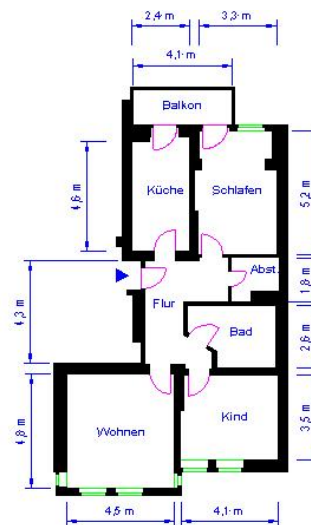 2,4· m 3,3· m
4,1· m
Balkon
Küche
Schlafen
4,6· m
5,2· m
Abst.
1,8· m
Flur
4,3· m
Bad
2,6· m
Wohnen
Kind
4,8· m
3,5· m
4,5· m 4,1· m